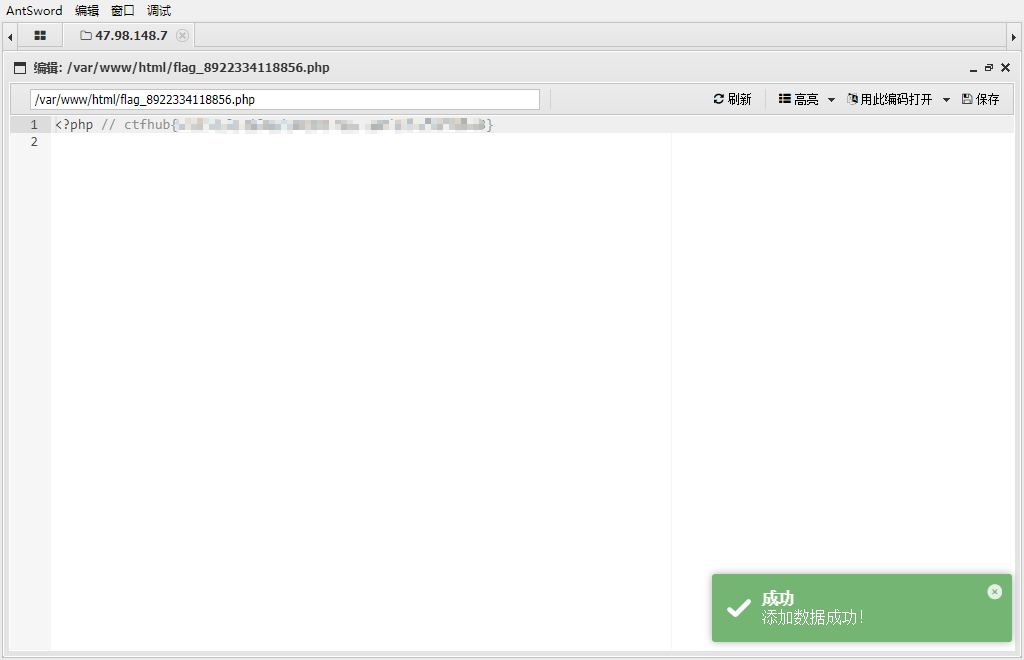 AntSword 编辑 窗口 调试
47.98.148.7
编辑: /var/www/html/flag_8922334118856.php
/var/www/html/flag_8922334118856.php 刷新 高亮 用此编码打开 保存
1 <?php // ctfhub{ }
2
成功
添加数据成功!